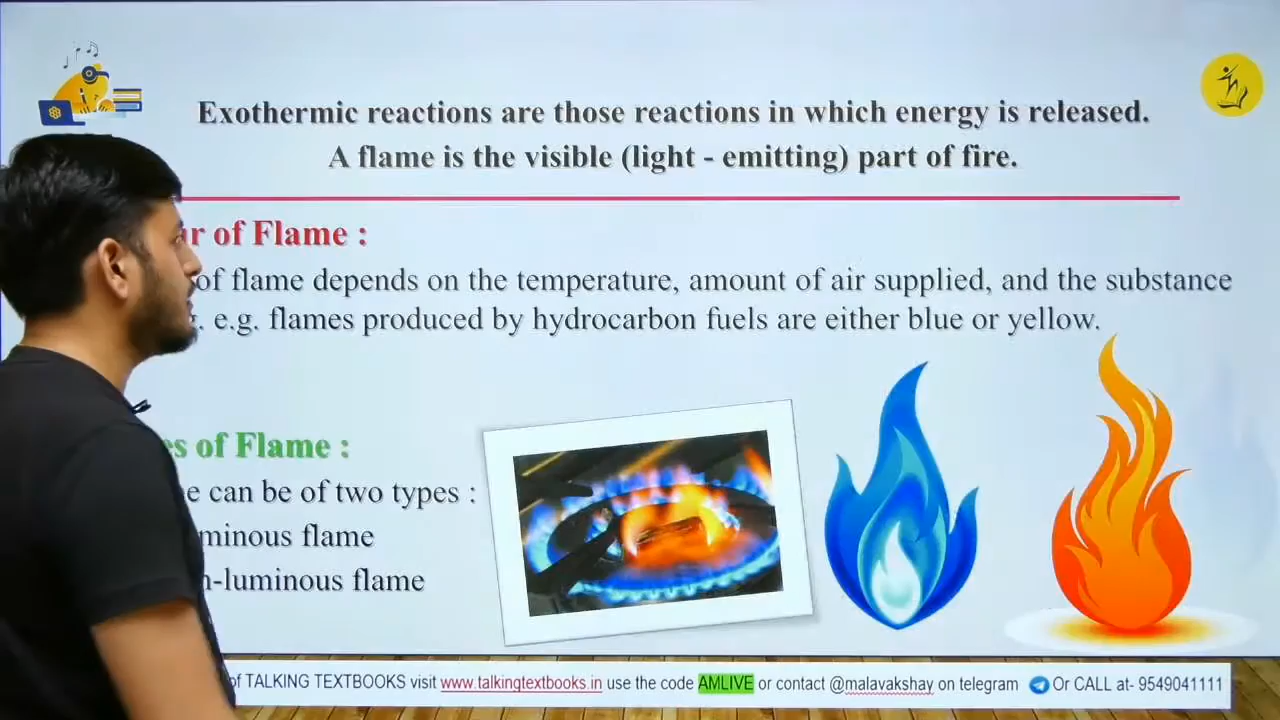 Exothermic reactions are those reactions in which energy is released.
A flame is the visible (light - emitting) part of fire.
of Flame :
of flame depends on the temperature, amount of air supplied, and the substance
e.g. flames produced by hydrocarbon fuels are either blue or yellow.
of Flame :
can be of two types :
flame
flame
of TALKING TEXTBOOKS visit www.talkingtextbooks.in use the code AMLIVE or contact @malavakshay on telegram Or CALL at- 9549041111